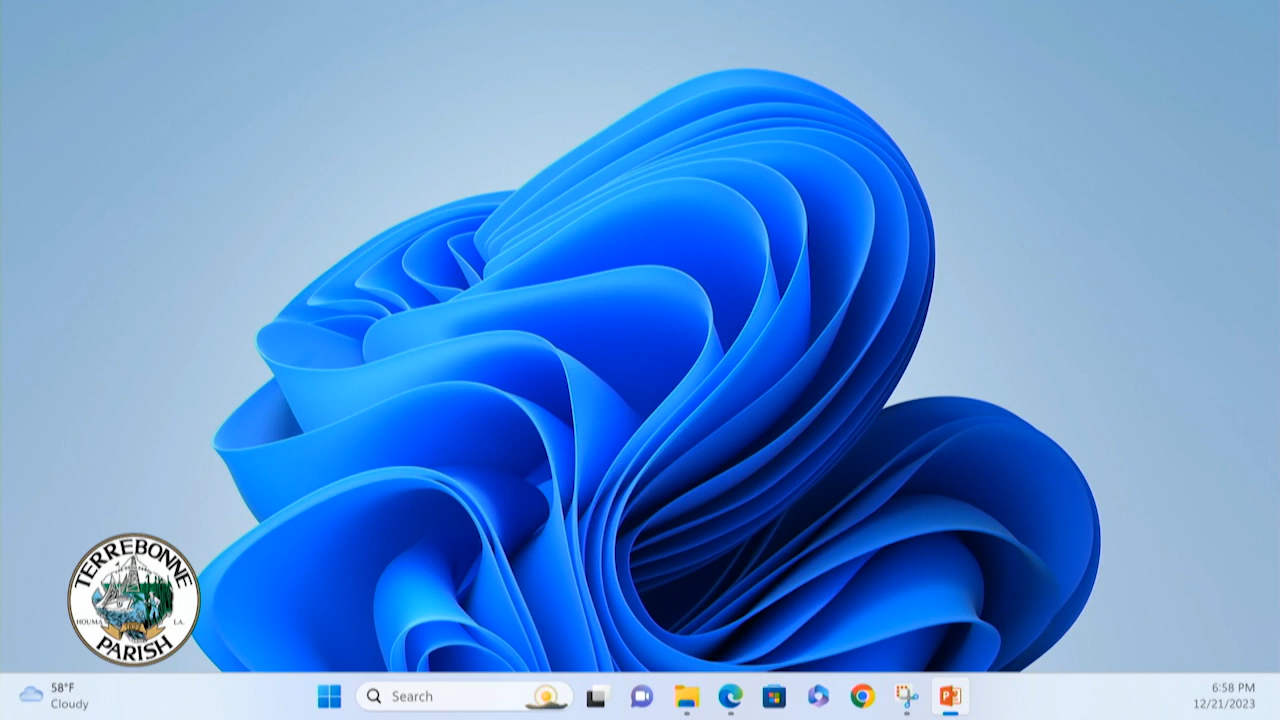 TERREBONNE
HOUMA LA.
PARISH
58°F
Cloudy
Search
6:58 PM
12/21/2023